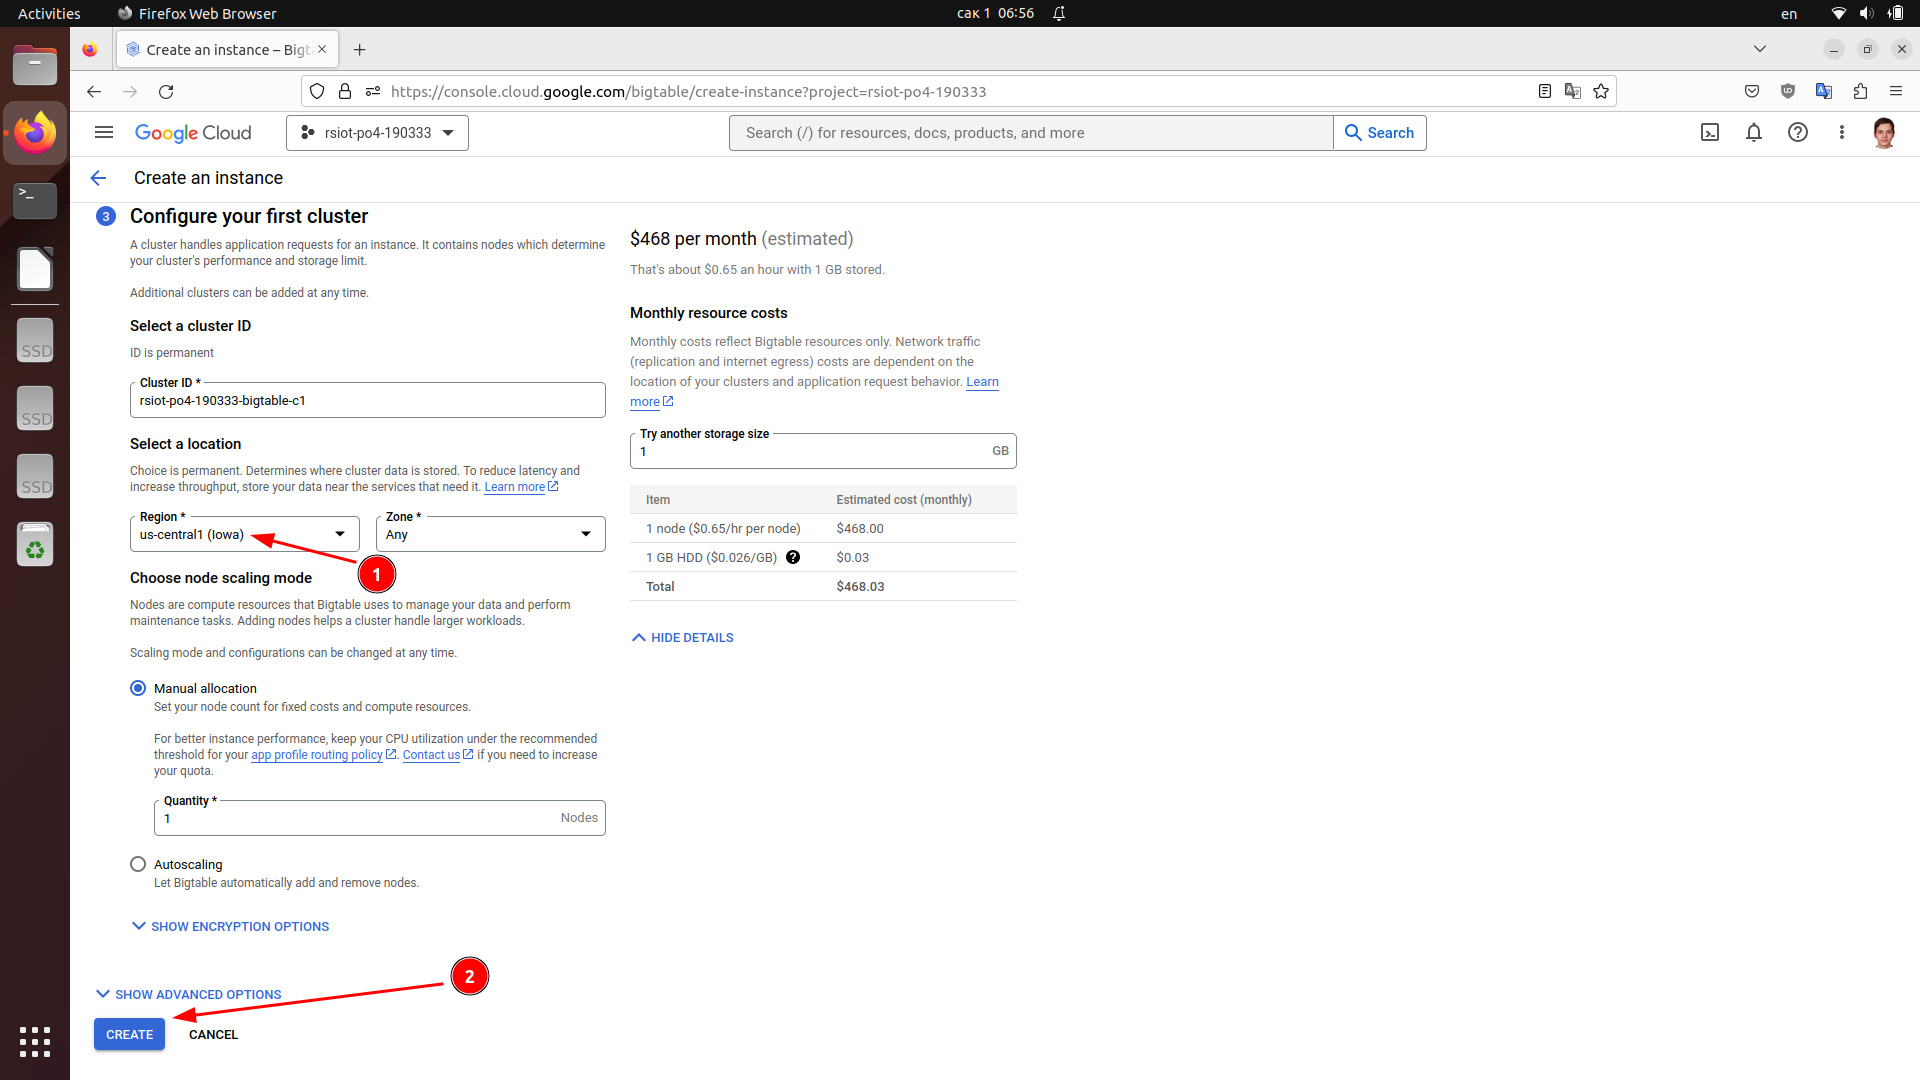 Activities
Firefox Web Browser
сак 1 06:56
en
Create an instance – Bigt
https://console.cloud.google.com/bigtable/create-instance?project=rsiot-po4-190333
Google Cloud
rsiot-po4-190333
Search (/) for resources, docs, products, and more
Search
Create an instance
3
Configure your first cluster
A cluster handles application requests for an instance. It contains nodes which determine
your cluster's performance and storage limit.
Additional clusters can be added at any time.
Select a cluster ID
ID is permanent
Cluster ID *
rsiot-po4-190333-bigtable-c1
Select a location
Choice is permanent. Determines where cluster data is stored. To reduce latency and
increase throughput, store your data near the services that need it. Learn more
Region *
us-central1 (Iowa)
Zone *
Any
1
Choose node scaling mode
Nodes are compute resources that Bigtable uses to manage your data and perform
maintenance tasks. Adding nodes helps a cluster handle larger workloads.
Scaling mode and configurations can be changed at any time.
Manual allocation
Set your node count for fixed costs and compute resources.
For better instance performance, keep your CPU utilization under the recommended
threshold for your app profile routing policy. Contact us if you need to increase
your quota.
Quantity *
1
Nodes
Autoscaling
Let Bigtable automatically add and remove nodes.
SHOW ENCRYPTION OPTIONS
2
SHOW ADVANCED OPTIONS
CREATE
CANCEL
$468 per month (estimated)
That's about $0.65 an hour with 1 GB stored.
Monthly resource costs
Monthly costs reflect Bigtable resources only. Network traffic
(replication and internet egress) costs are dependent on the
location of your clusters and application request behavior. Learn
more
Try another storage size
1
GB
Item Estimated cost (monthly)
1 node ($0.65/hr per node) $468.00
1 GB HDD ($0.026/GB) $0.03
Total $468.03
HIDE DETAILS
SSD
SSD
SSD